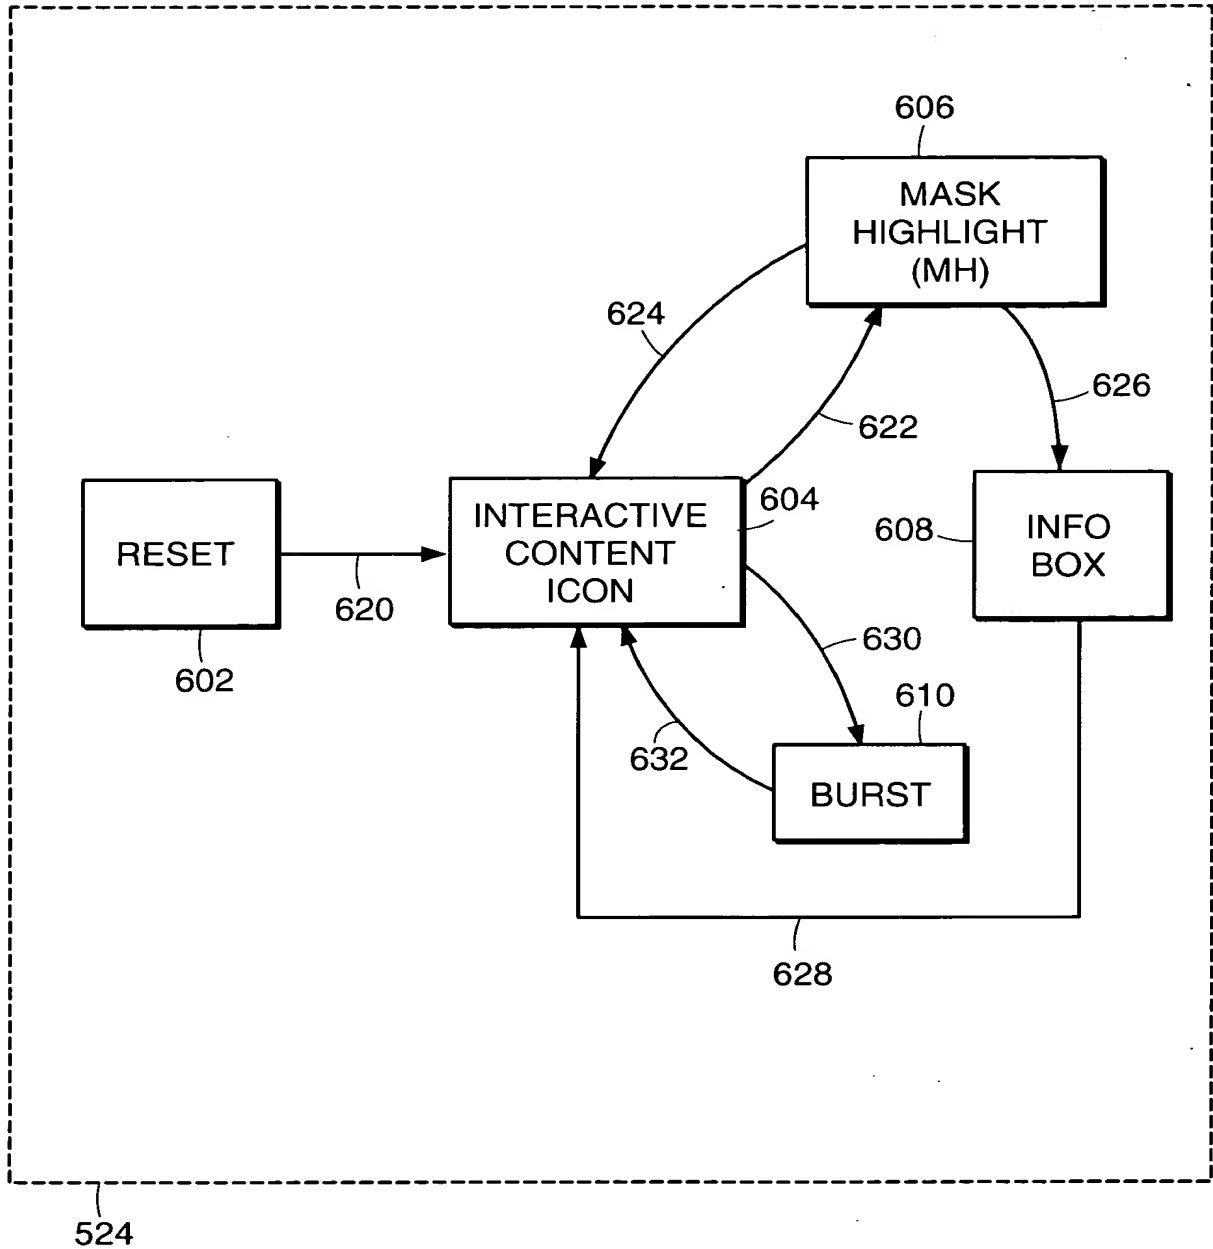 606
MASK
HIGHLIGHT
(MH)
624
626
622
604
INTERACTIVE
CONTENT
ICON
608
INFO
BOX
RESET
620
602
630
610
632
BURST
628
524